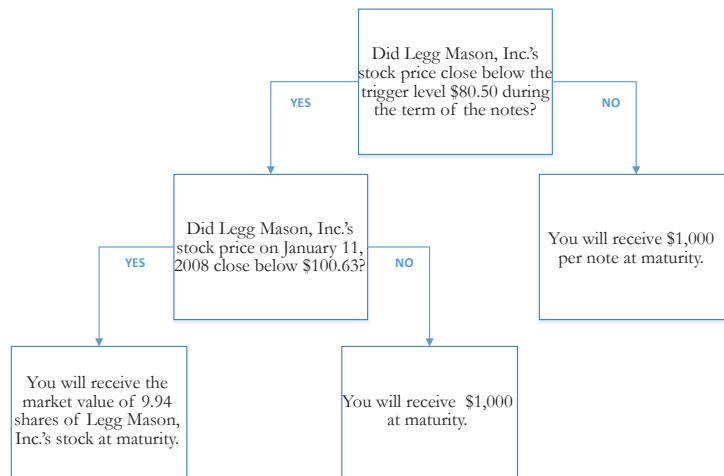 Did Legg Mason, Inc.'s
stock price close below the
trigger level $80.50 during
the term of the notes?
YES
NO
Did Legg Mason, Inc.'s
stock price on January 11,
2008 close below $100.63?
You will receive $1,000
per note at maturity.
YES
NO
You will receive the
market value of 9.94
shares of Legg Mason,
Inc.'s stock at maturity.
You will receive $1,000
at maturity.